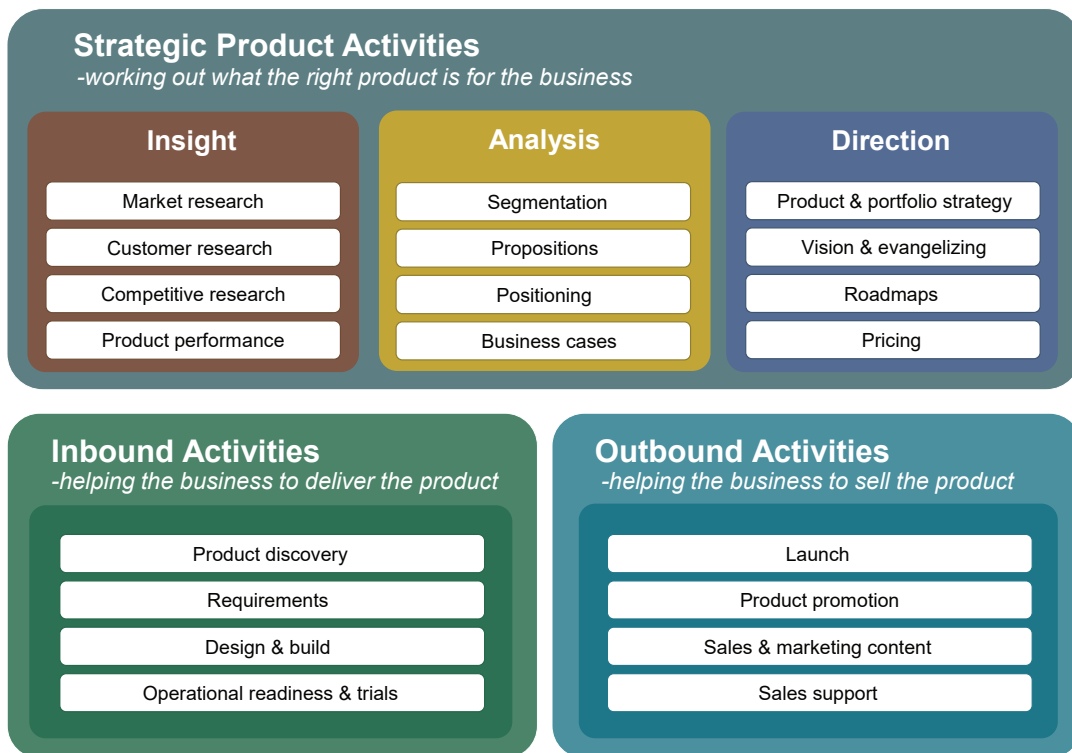 Strategic Product Activities
-working out what the right product is for the business
Insight
Market research
Customer research
Competitive research
Product performance
Analysis
Segmentation
Propositions
Positioning
Business cases
Direction
Product & portfolio strategy
Vision & evangelizing
Roadmaps
Pricing
Inbound Activities
-helping the business to deliver the product
Product discovery
Requirements
Design & build
Operational readiness & trials
Outbound Activities
-helping the business to sell the product
Launch
Product promotion
Sales & marketing content
Sales support